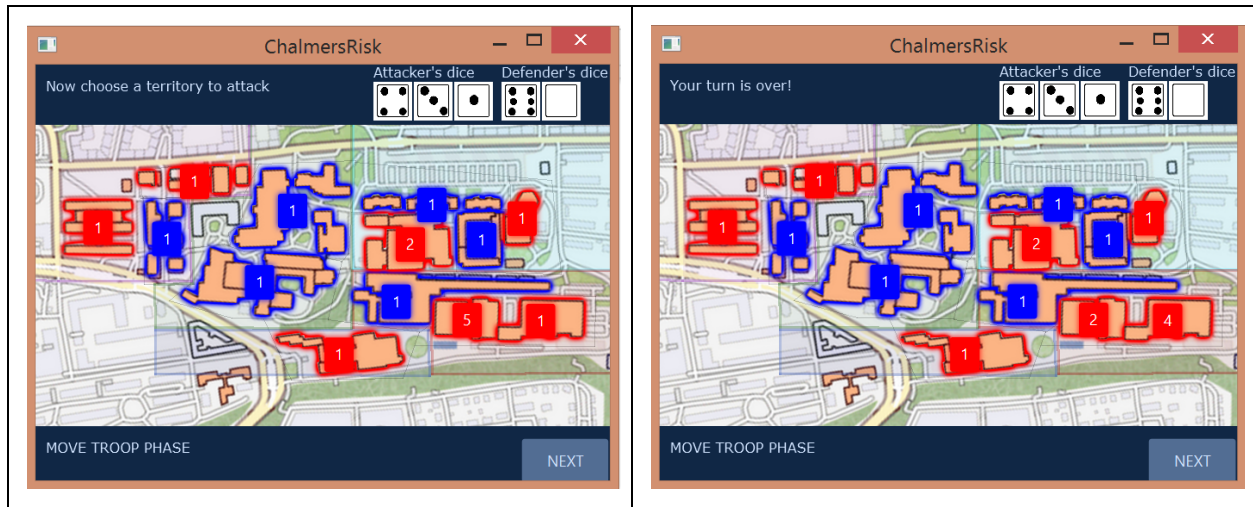 ChalmersRisk
Attacker's dice Defender's dice
Now choose a territory to attack
1
1
1
1
1
1
2
1
1
1
5
1
1
MOVE TROOP PHASE
NEXT
ChalmersRisk
Attacker's dice Defender's dice
Your turn is over!
1
1
1
1
1
1
2
1
1
1
2
4
1
MOVE TROOP PHASE
NEXT